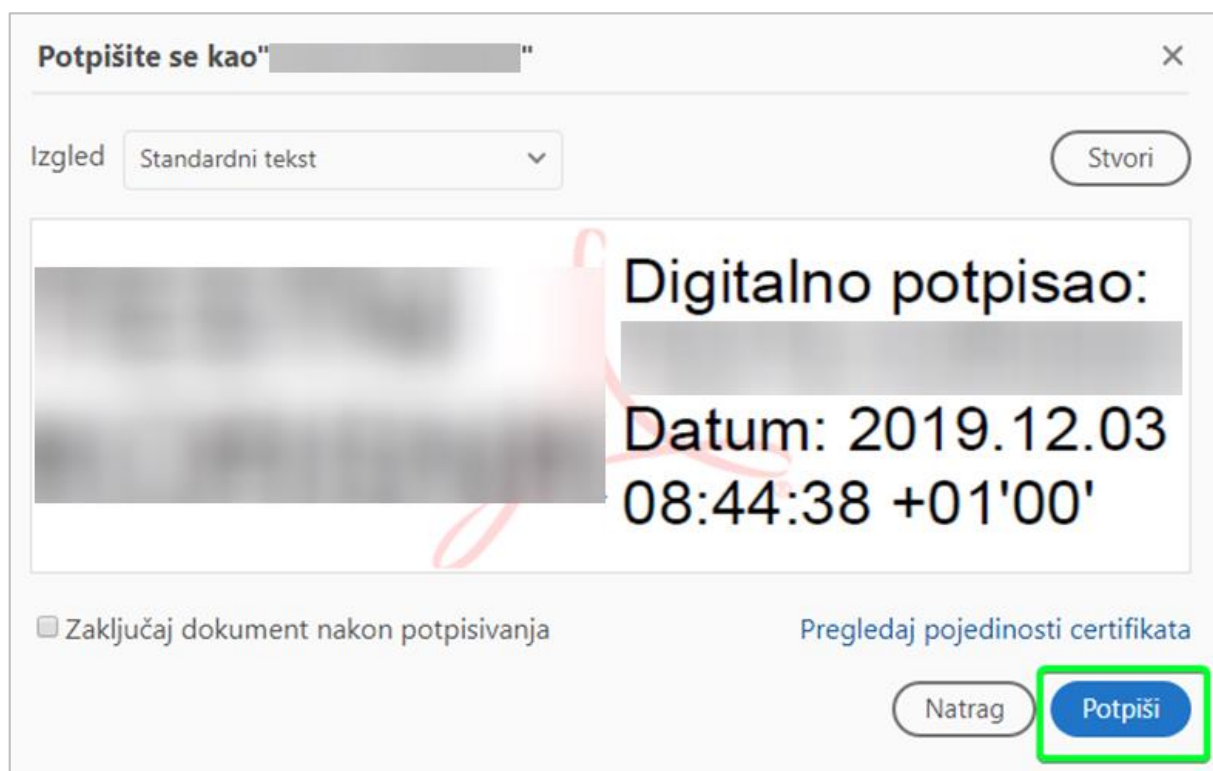 Potpišite se kao" "
Izgled Standardni tekst Stvori
Digitalno potpisao:
Datum: 2019.12.03
08:44:38 +01'00'
Zaključaj dokument nakon potpisivanja Pregledaj pojedinosti certifikata
Natrag Potpiši